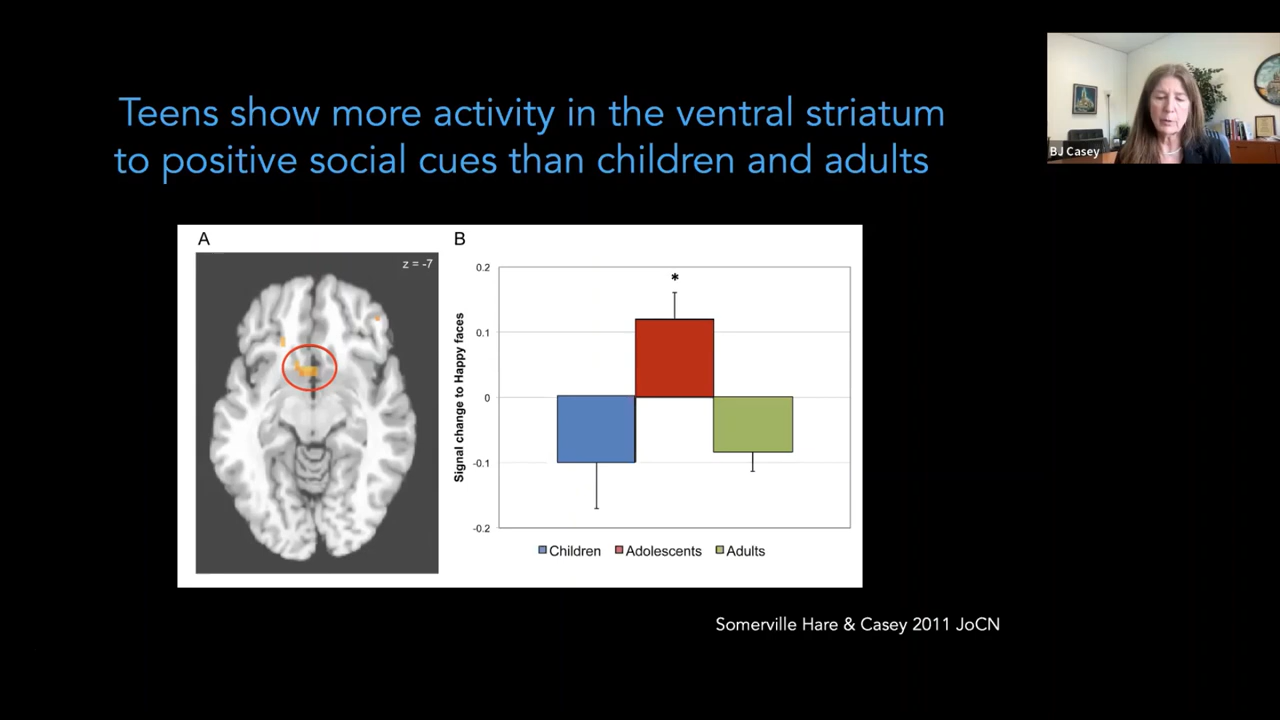 Teens show more activity in the ventral striatum
to positive social cues than children and adults
BJ Casey
A
z = -7
B
Signal change to Happy faces
0.2
0.1
0
-0.1
-0.2
*
Children Adolescents Adults
Somerville Hare & Casey 2011 JoCN